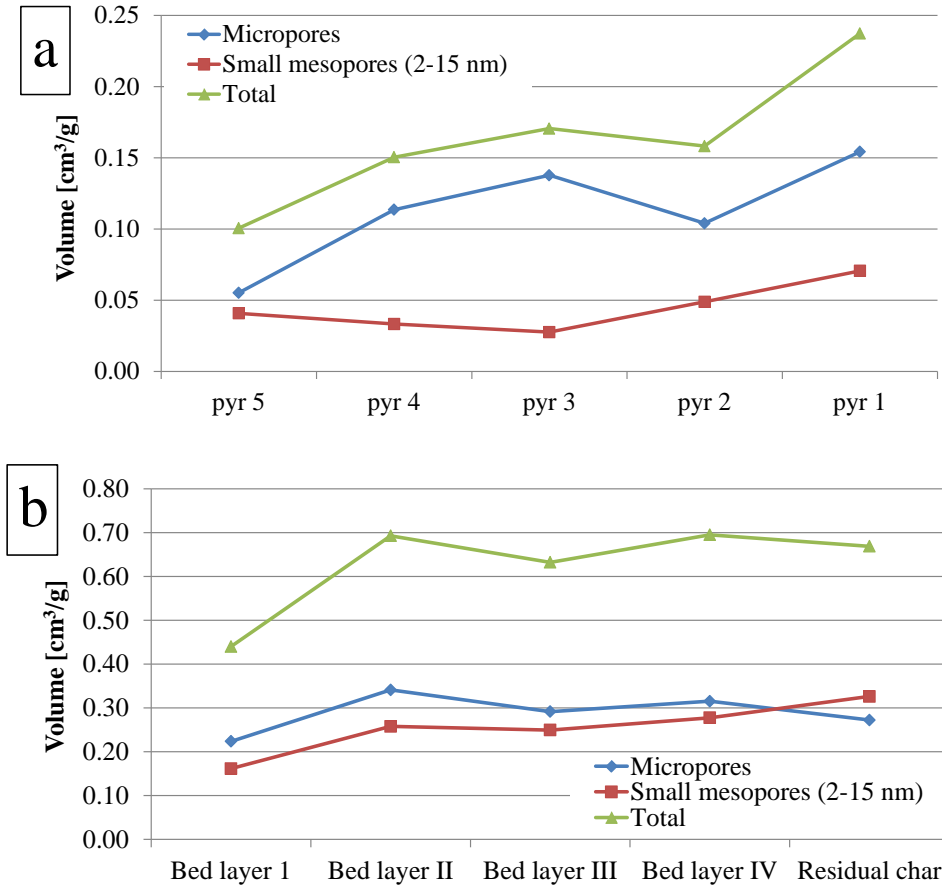 a
Volume [cm³/g]
0.25
0.20
0.15
0.10
0.05
0.00
Micropores
Small mesopores (2-15 nm)
Total
pyr 5 pyr 4 pyr 3 pyr 2 pyr 1
b
Volume [cm³/g]
0.80
0.70
0.60
0.50
0.40
0.30
0.20
0.10
0.00
Micropores
Small mesopores (2-15 nm)
Total
Bed layer 1 Bed layer II Bed layer III Bed layer IV Residual char